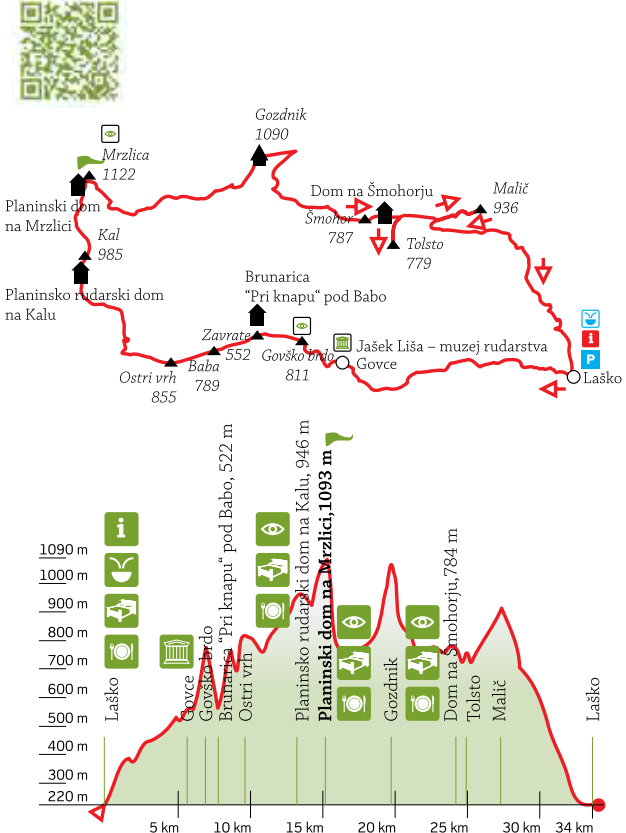 Gozdnik
1090
Mrzlica
1122
Planinski dom
na Mrzlici
Dom na Šmohorju
Malič
936
Šmohor
787
Tolsto
779
Kal
985
Planinsko rudarski dom
na Kalu
Brunarica
“Pri knapu“ pod Babo
Zavrate
552
Govško brdo
811
Jašek Liša – muzej rudarstva
Govce
Baba
789
Ostri vrh
855
i
P
Laško
1090 m
1000 m
900 m
800 m
700 m
600 m
500 m
400 m
300 m
220 m
i
Laško
Govce
Govško brdo
Brunarica “Pri knapu“ pod Babo, 522 m
Ostri vrh
Planinsko rudarski dom na Kalu, 946 m
Planinski dom na Mrzlici,1093 m
Gozdnik
Dom na Šmohorju,784 m
Tolsto
Malič
Laško
5 km
10 km
15 km
20 km
25 km
30 km
34 km